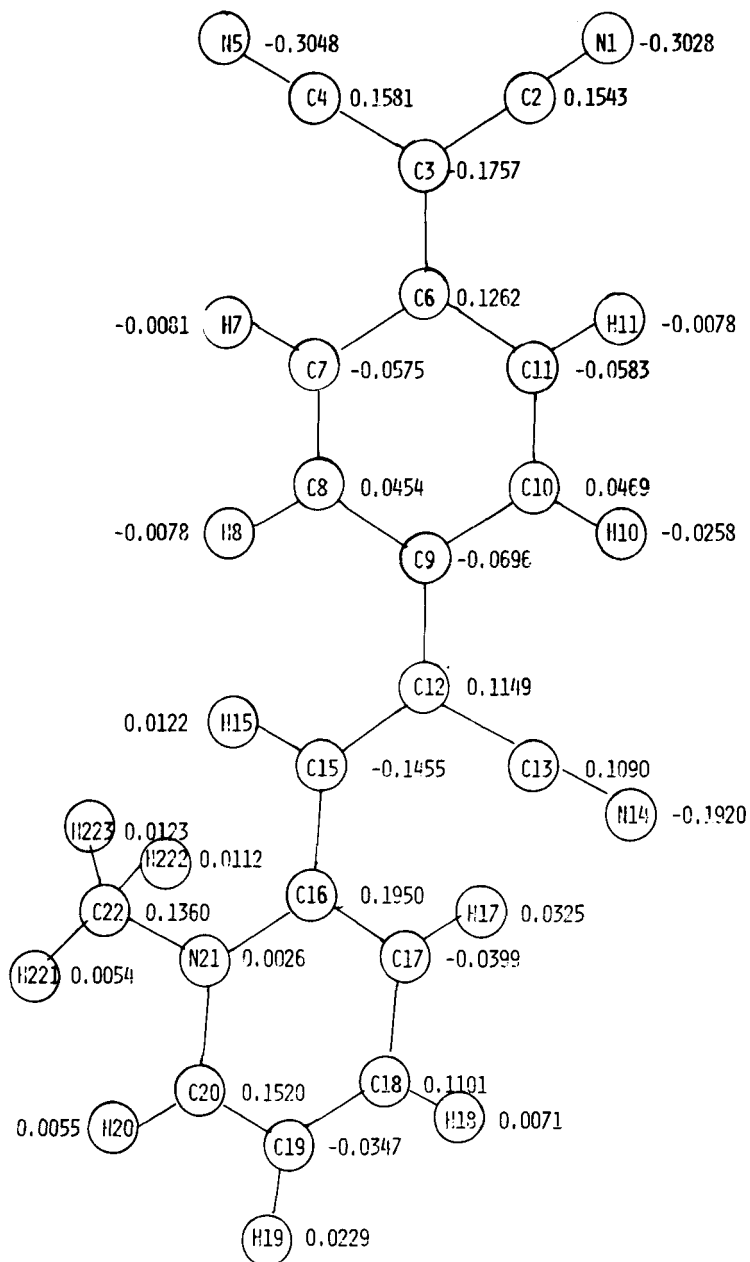 N5 -0.3048 N1 -0.3028
C4 0.1581 C2 0.1543
C3 -0.1757
C6 0.1262
-0.0081 H7 H11 -0.0078
C7 -0.0575 C11 -0.0583
C8 0.0454 C10 0.0469
-0.0078 H8 H10 -0.0258
C9 -0.0696
C12 0.1149
0.0122 H15
C15 -0.1455 C13 0.1090
N14 -0.1920
H223 0.0123
H222 0.0112
C16 0.1950
C22 0.1360 H17 0.0325
N21 0.0026 C17 -0.0399
H221 0.0054
C20 0.1520 C18 0.1101
0.0055 H20 H18 0.0071
C19 -0.0347
H19 0.0229